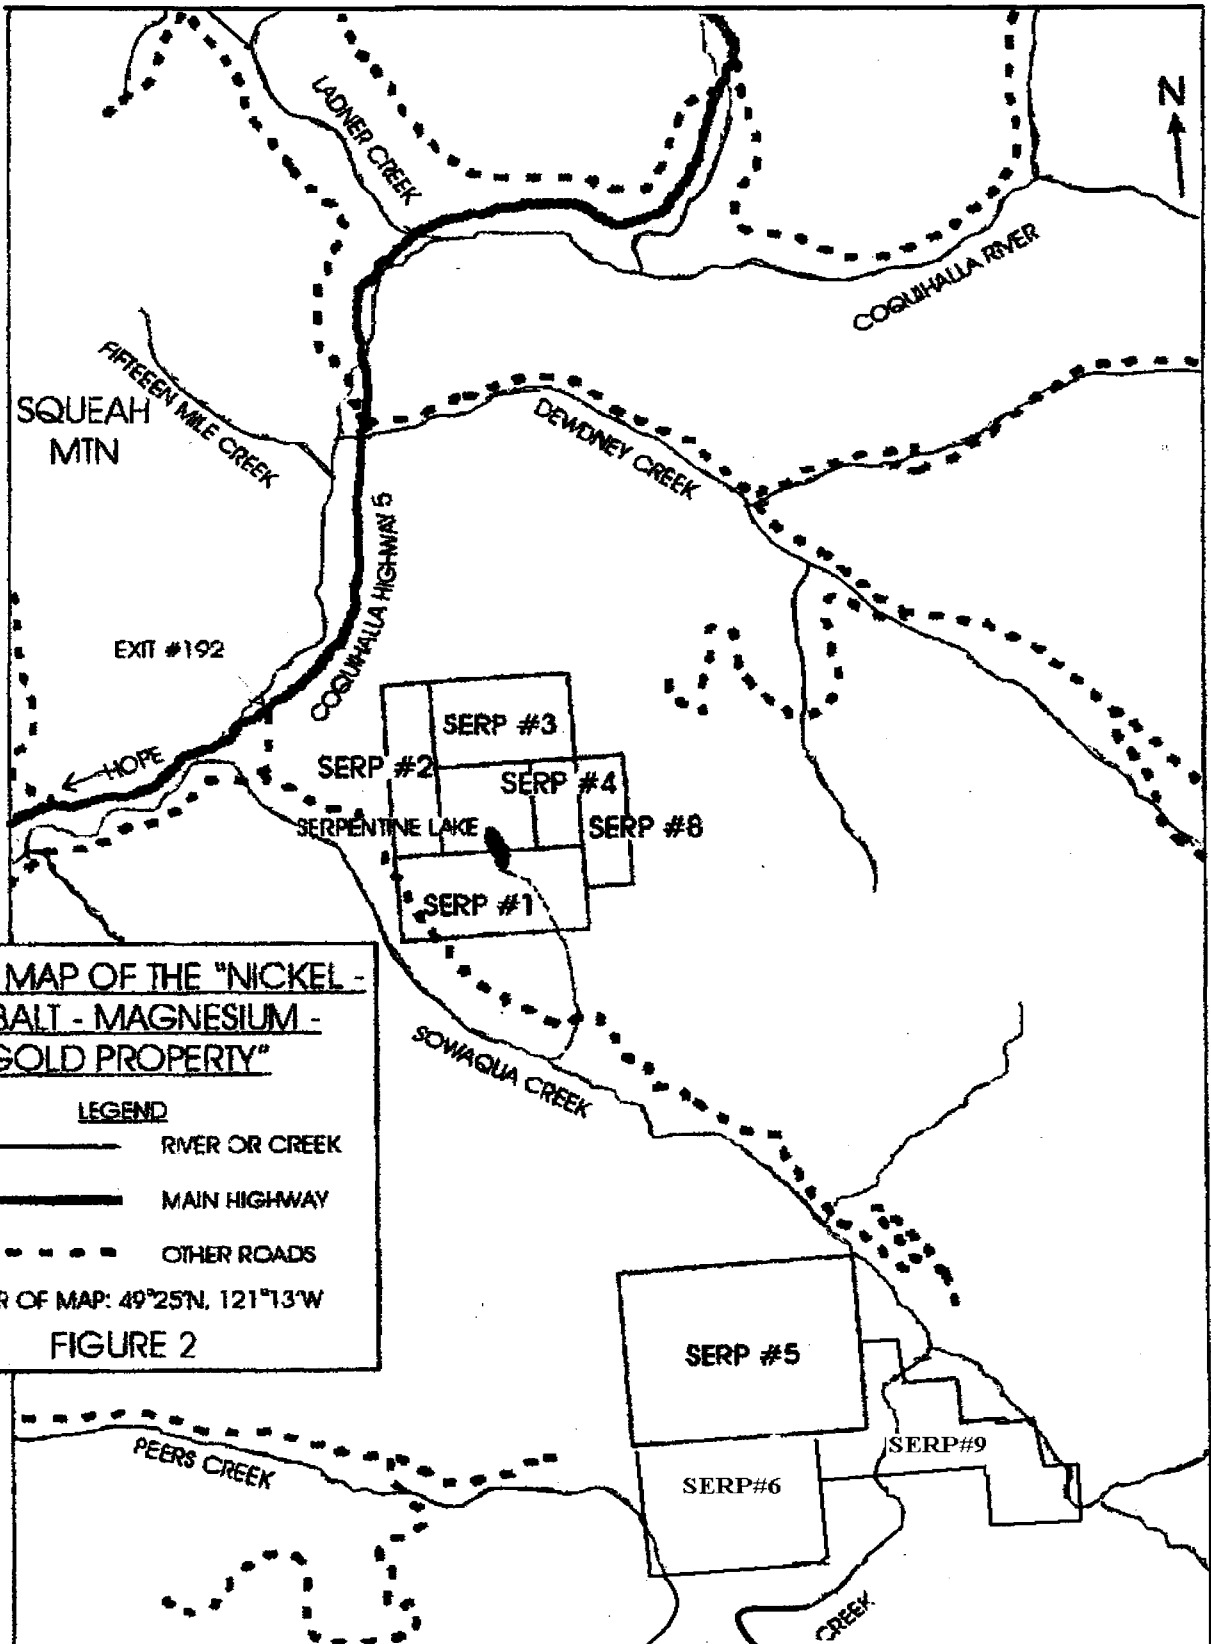 N
LADNER CREEK
COQUIHALLA RIVER
FIFTEEEN MILE CREEK
SQUEAH
MTN
DEWDNEY CREEK
COQUIHALLA HIGHWAY 5
EXIT #192
HOPE
SERP #3
SERP #2
SERP #4
SERPENTINE LAKE
SERP #8
SERP #1
SOWAQUA CREEK
MAP OF THE "NICKEL -
BALT - MAGNESIUM -
GOLD PROPERTY"
LEGEND
RIVER OR CREEK
MAIN HIGHWAY
OTHER ROADS
R OF MAP: 49°25'N, 121°13'W
FIGURE 2
SERP #5
SERP#9
SERP#6
PEERS CREEK
CREEK